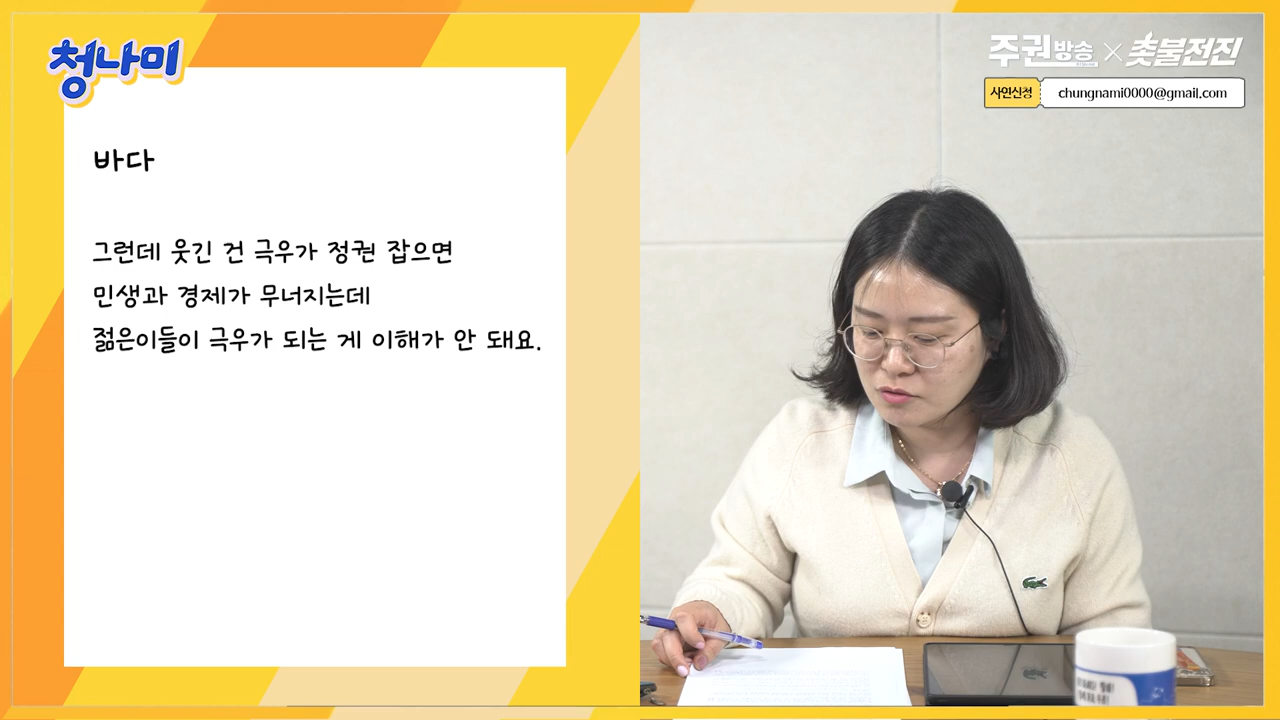 청나미
주권방송 × 촛불전진
사연신청 chungnami0000@gmail.com
바다
그런데 웃긴 건 극우가 정권 잡으면
민생과 경제가 무너지는데
젊은이들이 극우가 되는 게 이해가 안 돼요.